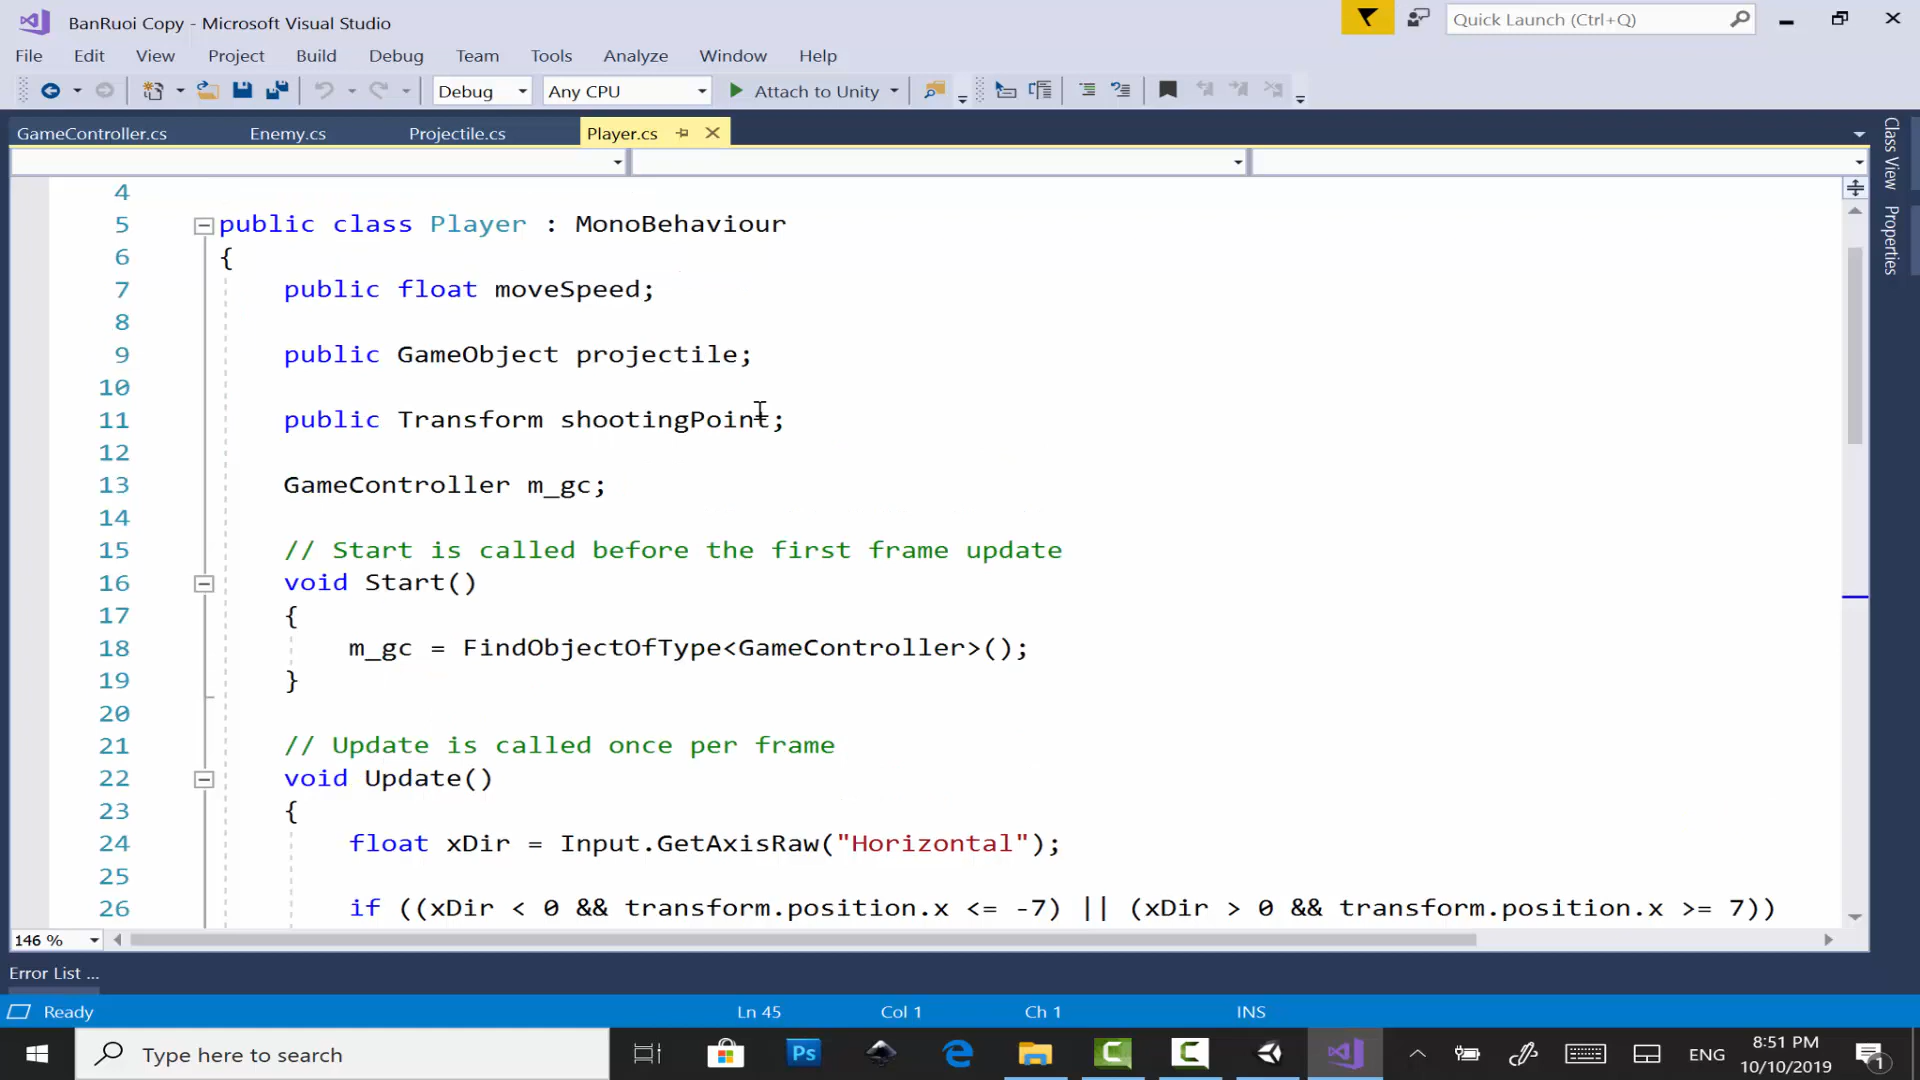 BanRuoi Copy - Microsoft Visual Studio
Quick Launch (Ctrl+Q)
File Edit View Project Build Debug Team Tools Analyze Window Help
Debug Any CPU Attach to Unity
GameController.cs Enemy.cs Projectile.cs Player.cs
Class View
Properties
4
5 public class Player : MonoBehaviour
6 {
7 public float moveSpeed;
8
9 public GameObject projectile;
10
11 public Transform shootingPoint;
12
13 GameController m_gc;
14
15 // Start is called before the first frame update
16 void Start()
17 {
18 m_gc = FindObjectOfType<GameController>();
19 }
20
21 // Update is called once per frame
22 void Update()
23 {
24 float xDir = Input.GetAxisRaw("Horizontal");
25
26 if ((xDir < 0 && transform.position.x <= -7) || (xDir > 0 && transform.position.x >= 7))
146 %
Error List ...
Ready Ln 45 Col 1 Ch 1 INS
Type here to search
Ps
ENG
8:51 PM
10/10/2019
1